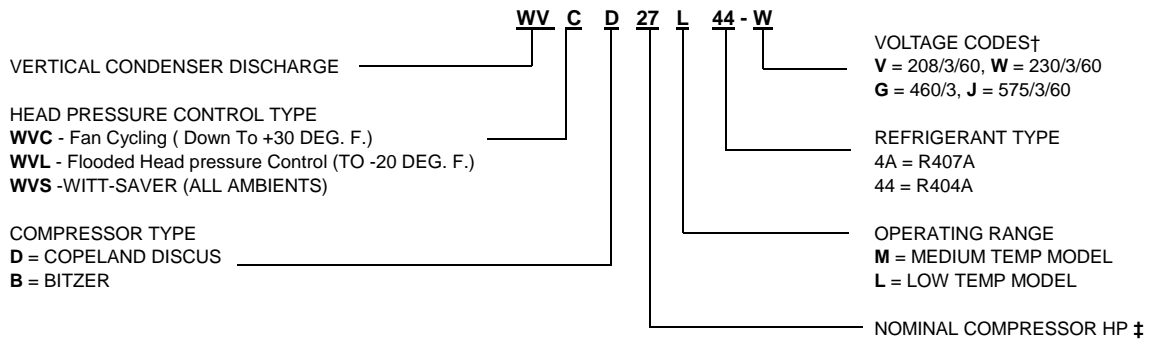 WV C D 27 L 44 - W
VERTICAL CONDENSER DISCHARGE
HEAD PRESSURE CONTROL TYPE
WVC - Fan Cycling ( Down To +30 DEG. F.)
WVL - Flooded Head pressure Control (TO -20 DEG. F.)
WVS -WITT-SAVER (ALL AMBIENTS)
COMPRESSOR TYPE
D = COPELAND DISCUS
B = BITZER
VOLTAGE CODES†
V = 208/3/60, W = 230/3/60
G = 460/3, J = 575/3/60
REFRIGERANT TYPE
4A = R407A
44 = R404A
OPERATING RANGE
M = MEDIUM TEMP MODEL
L = LOW TEMP MODEL
NOMINAL COMPRESSOR HP ‡